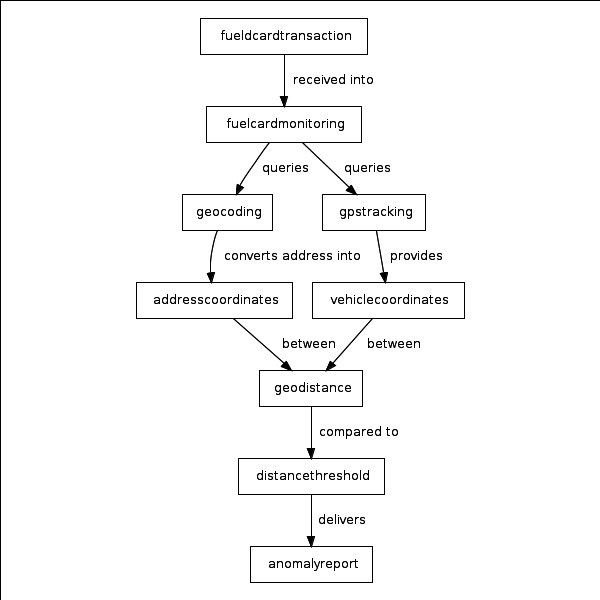 fueldcardtransaction
received into
fuelcardmonitoring
queries queries
geocoding gpstracking
converts address into provides
addresscoordinates vehiclecoordinates
between between
geodistance
compared to
distancethreshold
delivers
anomalyreport